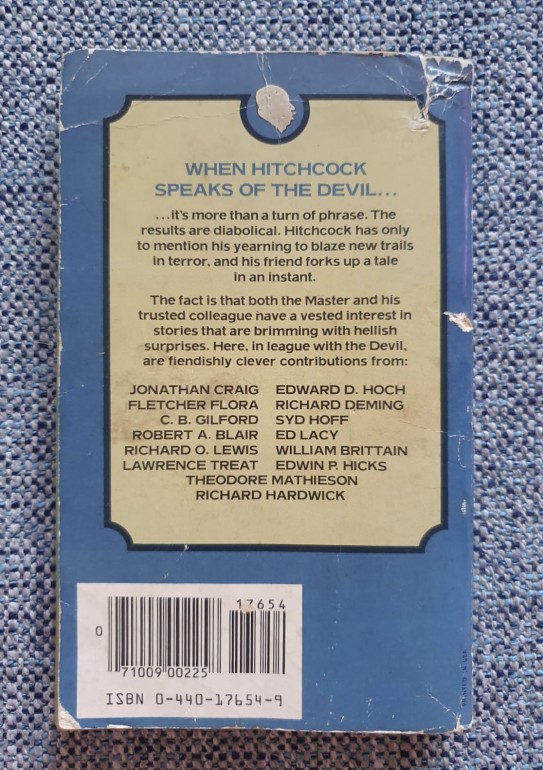 WHEN HITCHCOCK
SPEAKS OF THE DEVIL...
...it's more than a turn of phrase. The
results are diabolical. Hitchcock has only
to mention his yearning to blaze new trails
in terror, and his friend forks up a tale
in an instant.
The fact is that both the Master and his
trusted colleague have a vested interest in
stories that are brimming with hellish
surprises. Here, in league with the Devil,
are fiendishly clever contributions from:
JONATHAN CRAIG EDWARD D. HOCH
FLETCHER FLORA RICHARD DEMING
C. B. GILFORD SYD HOFF
ROBERT A. BLAIR ED LACY
RICHARD O. LEWIS WILLIAM BRITTAIN
LAWRENCE TREAT EDWIN P. HICKS
THEODORE MATHIESON
RICHARD HARDWICK
17654
0
71009 00225
ISBN 0-440-17654-9